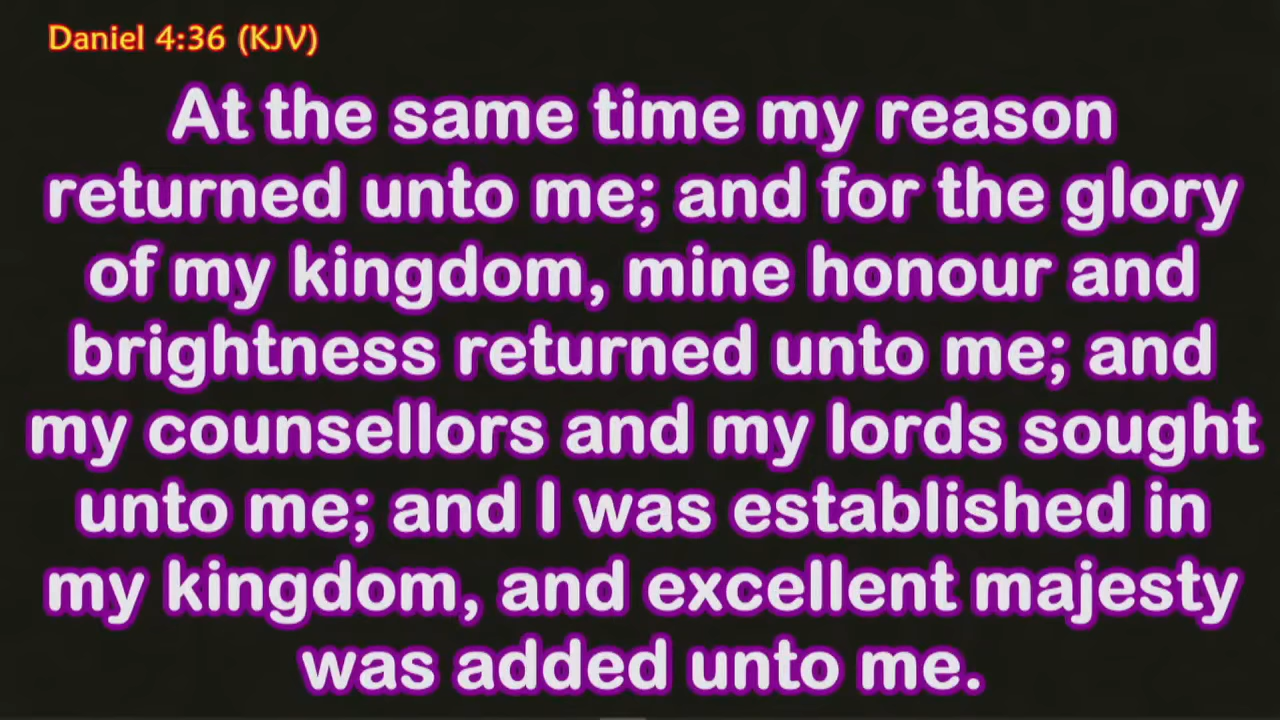 Daniel 4:36 (KJV)
At the same time my reason
returned unto me; and for the glory
of my kingdom, mine honour and
brightness returned unto me; and
my counsellors and my lords sought
unto me; and I was established in
my kingdom, and excellent majesty
was added unto me.